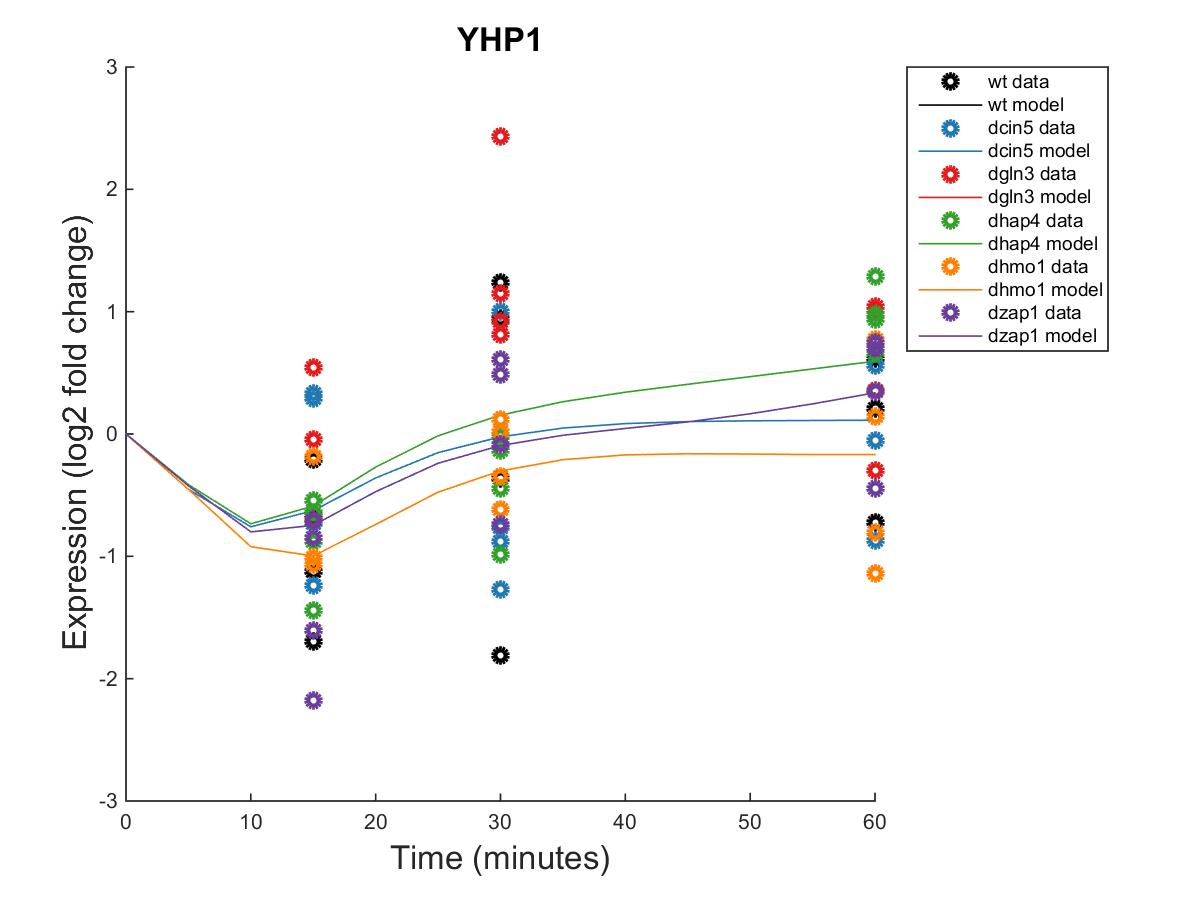 YHP1
Expression (log2 fold change)
3
2
1
0
-1
-2
-3
0 10 20 30 40 50 60
Time (minutes)
wt data
wt model
dcin5 data
dcin5 model
dgln3 data
dgln3 model
dhap4 data
dhap4 model
dhmo1 data
dhmo1 model
dzap1 data
dzap1 model